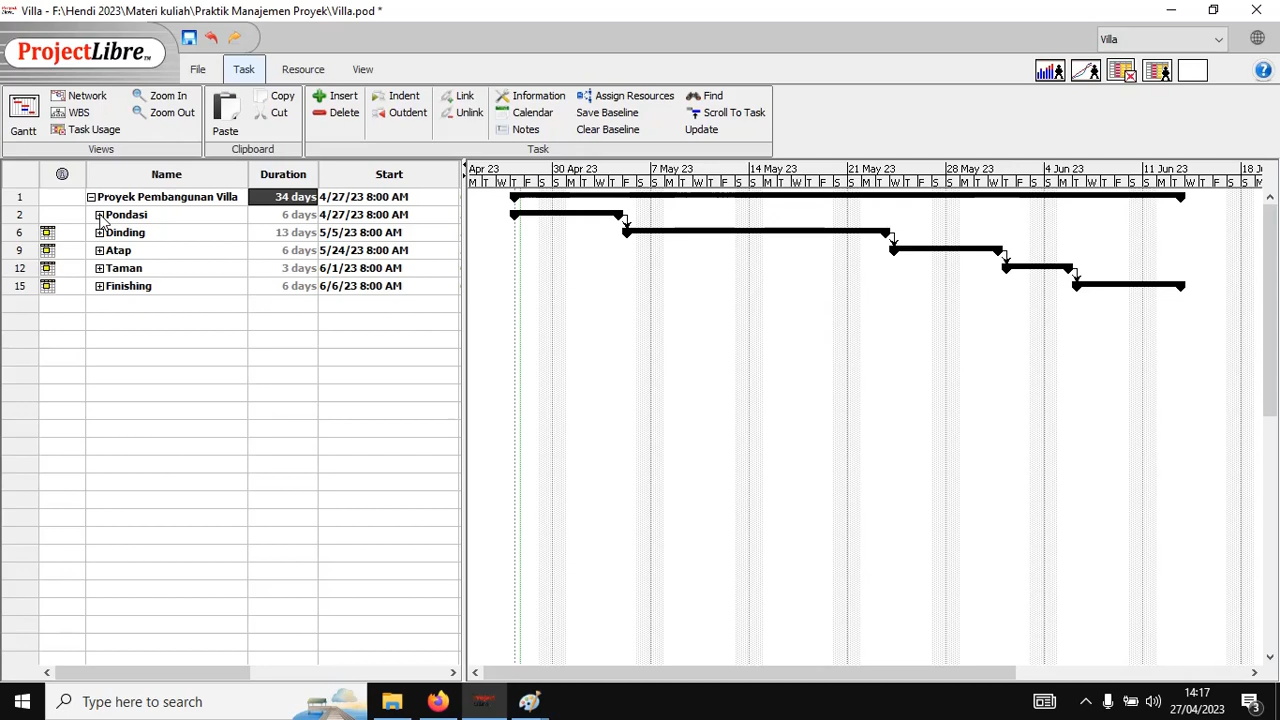 Villa - F:\Hendi 2023\Materi kuliah\Praktik Manajemen Proyek\Villa.pod *
ProjectLibre
File Task Resource View
Villa
Gantt
Network
WBS
Task Usage
Zoom In
Zoom Out
Views
Paste
Copy
Cut
Clipboard
Insert
Delete
Indent
Outdent
Link
Unlink
Information
Calendar
Notes
Assign Resources
Save Baseline
Clear Baseline
Find
Scroll To Task
Update
Task
Name Duration Start
Apr 23 30 Apr 23 7 May 23 14 May 23 21 May 23 28 May 23 4 Jun 23 11 Jun 23 18 J
M T W T F S S M T W T F S S M T W T F S S M T W T F S S M T W T F S S M T W T F S S M T W T F S S M T W T F S S M
1 Proyek Pembangunan Villa 34 days 4/27/23 8:00 AM
2 Pondasi 6 days 4/27/23 8:00 AM
6 Dinding 13 days 5/5/23 8:00 AM
9 Atap 6 days 5/24/23 8:00 AM
12 Taman 3 days 6/1/23 8:00 AM
15 Finishing 6 days 6/6/23 8:00 AM
Type here to search
14:17
27/04/2023
3